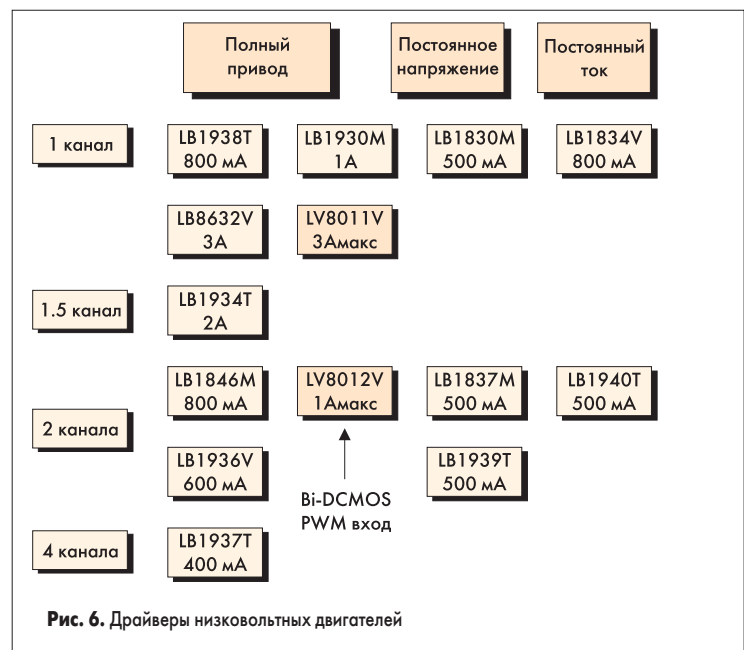 Полный
привод
Постоянное
напряжение
Постоянный
ток
1 канал
LB1938T
800 мА
LB1930M
1А
LB1830M
500 мА
LB1834V
800 мА
LB8632V
3А
LV8011V
3Амакс
1.5 канал
LB1934T
2А
2 канала
LB1846M
800 мА
LV8012V
1Амакс
LB1837M
500 мА
LB1940T
500 мА
LB1936V
600 мА
LB1939T
500 мА
Bi-DCMOS
PWM вход
4 канала
LB1937T
400 мА
Рис. 6. Драйверы низковольтных двигателей